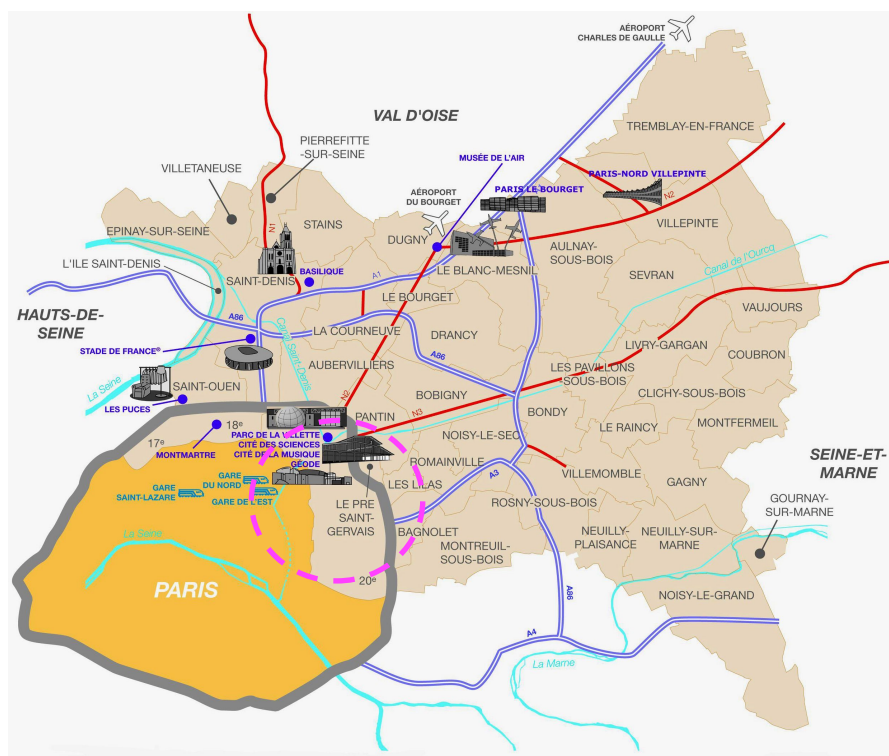 AÉROPORT
CHARLES DE GAULLE
VAL D'OISE
TREMBLAY-EN-FRANCE
PIERREFITTE
-SUR-SEINE
VILLETANEUSE
MUSÉE DE L'AIR
PARIS-NORD VILLEPINTE
PARIS LE BOURGET
AÉROPORT
DU BOURGET
N2
STAINS
VILLEPINTE
EPINAY-SUR-SEINE
N1
DUGNY
AULNAY
-SOUS-BOIS
L'ILE SAINT-DENIS
BASILIQUE
A1
LE BLANC-MESNIL
SEVRAN
Canal de l'Ourcq
SAINT-DENIS
LE BOURGET
VAUJOURS
HAUTS-DE-
SEINE
A86
LA COURNEUVE
DRANCY
LIVRY-GARGAN
STADE DE FRANCE®
Canal Saint-Denis
A86
COUBRON
AUBERVILLIERS
LES PAVILLONS
-SOUS-BOIS
La Seine
SAINT-OUEN
N2
BOBIGNY
CLICHY-SOUS-BOIS
LES PUCES
PANTIN
N3
BONDY
MONTFERMEIL
18e
17e
PARC DE LA VILLETTE
CITÉ DES SCIENCES
CITÉ DE LA MUSIQUE
GÉODE
NOISY-LE-SEC
LE RAINCY
MONTMARTRE
ROMAINVILLE
VILLEMOMBLE
SEINE-ET-
MARNE
GARE
DU NORD
GARE
SAINT-LAZARE
GARE DE L'EST
LES LILAS
A3
GAGNY
LE PRE
SAINT-
GERVAIS
ROSNY-SOUS-BOIS
GOURNAY
-SUR-MARNE
La Seine
BAGNOLET
MONTREUIL-
SOUS-BOIS
NEUILLY-
PLAISANCE
NEUILLY-SUR-
MARNE
20e
PARIS
A86
NOISY-LE-GRAND
A4
La Marne